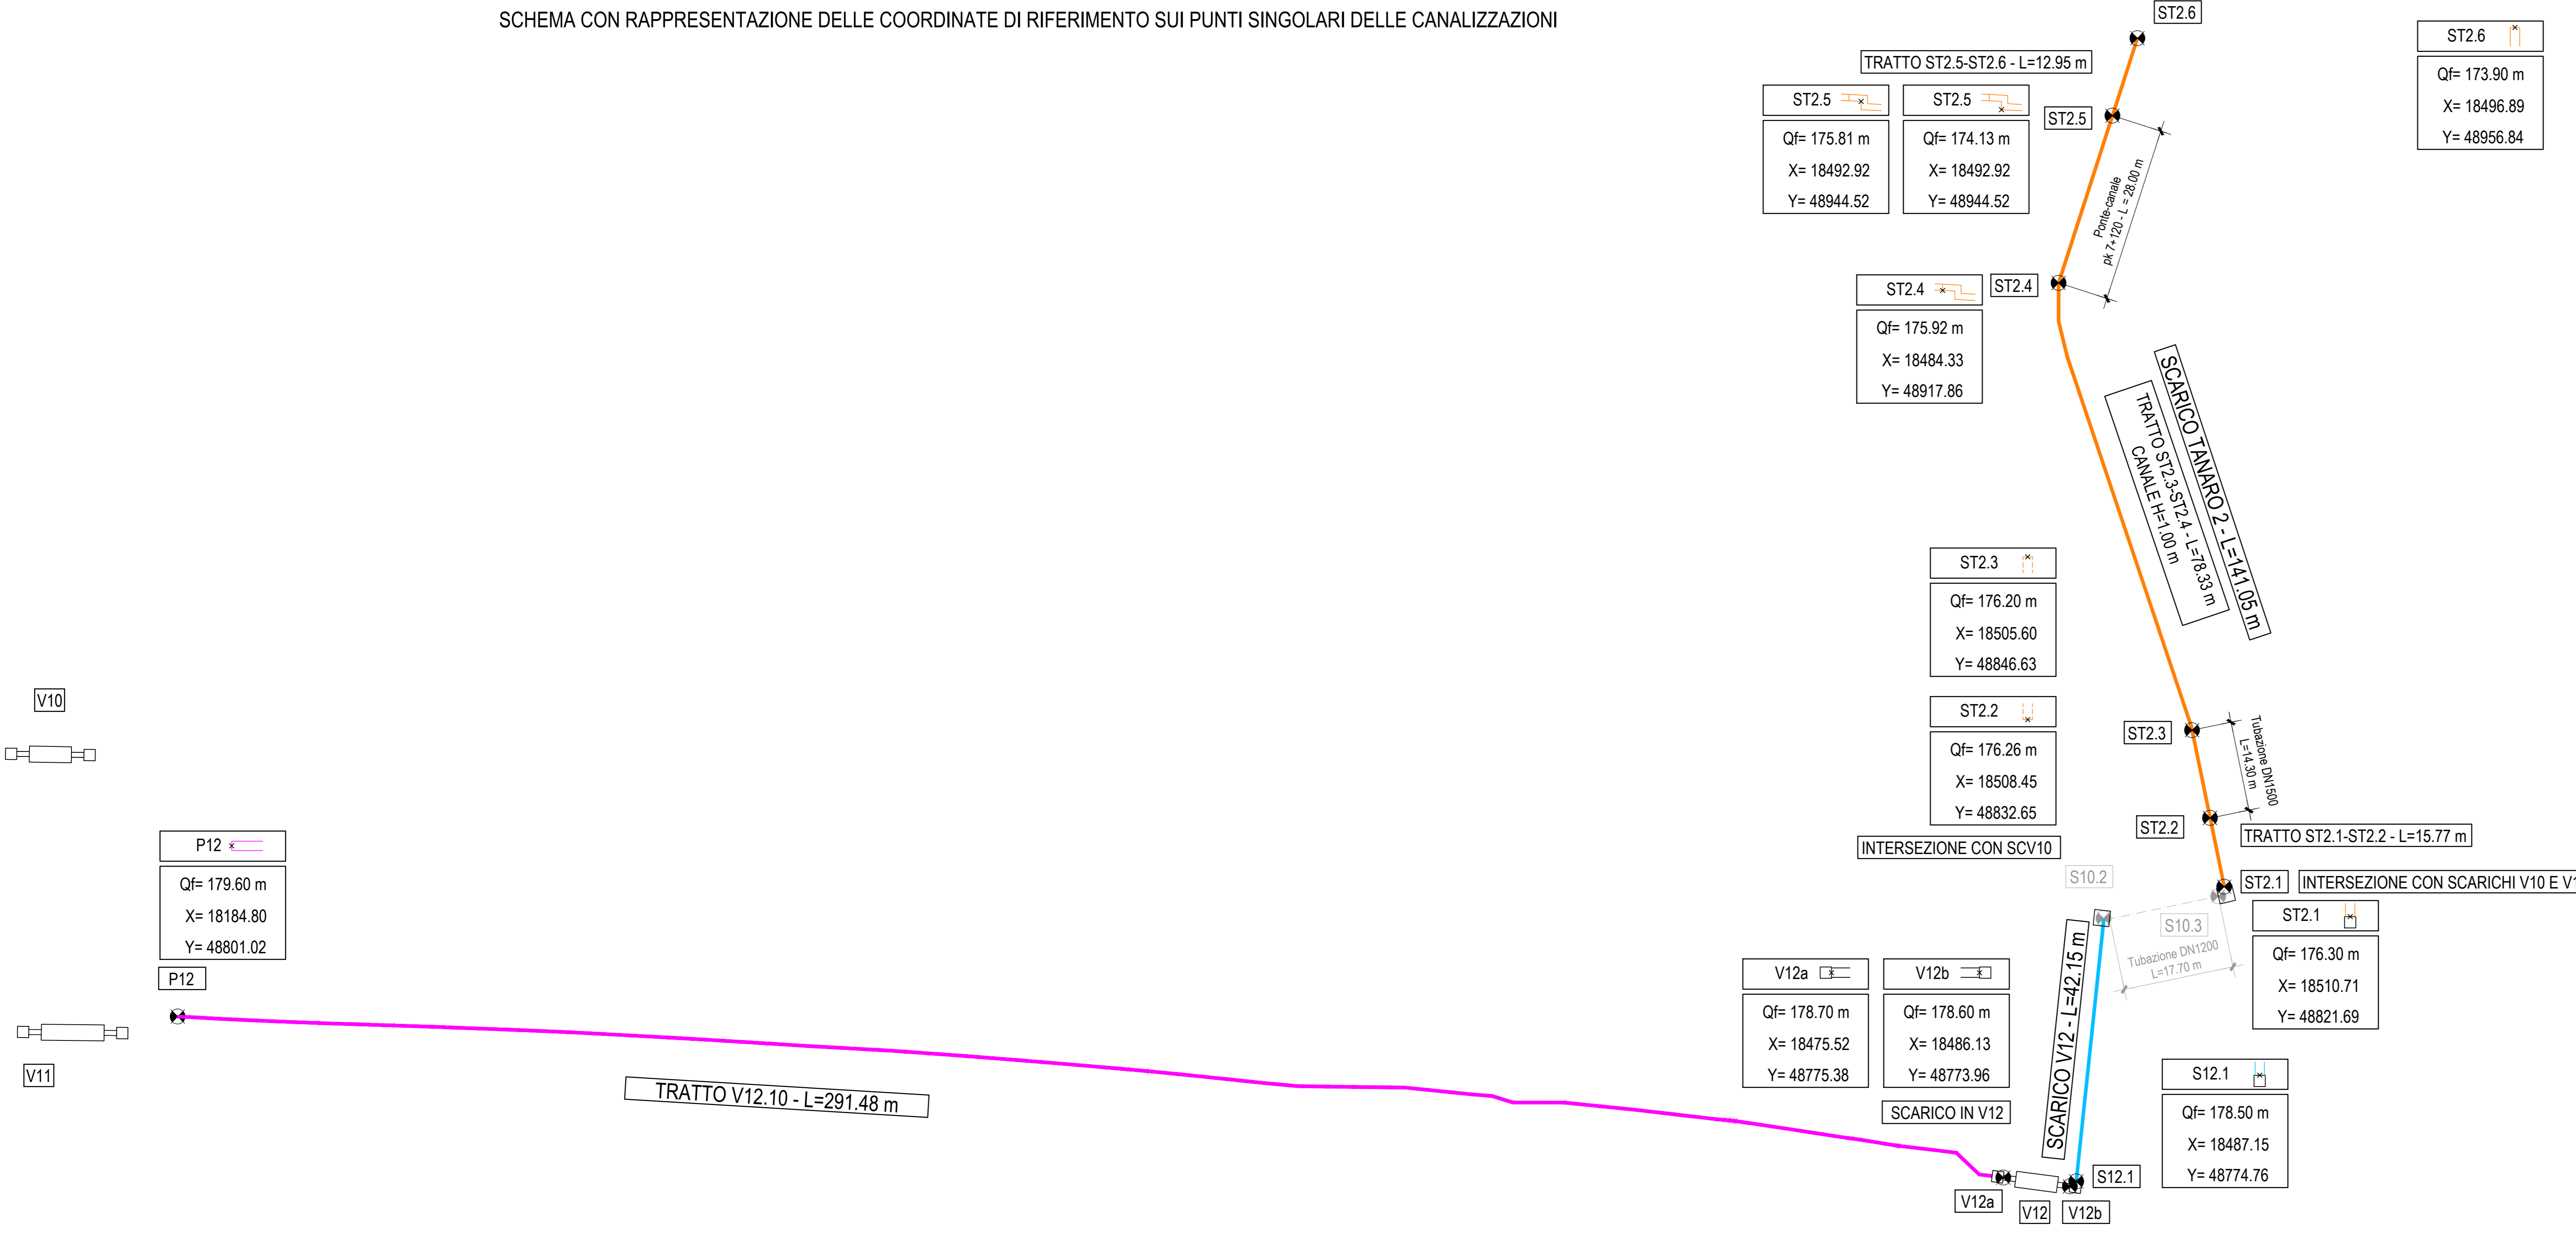 SCHEMA CON RAPPRESENTAZIONE DELLE COORDINATE DI RIFERIMENTO SUI PUNTI SINGOLARI DELLE CANALIZZAZIONI
ST2.6
ST2.6
Qf= 173.90 m
X= 18496.89
Y= 48956.84
TRATTO ST2.5-ST2.6 - L=12.95 m
ST2.5
Qf= 175.81 m
X= 18492.92
Y= 48944.52
ST2.5
Qf= 174.13 m
X= 18492.92
Y= 48944.52
ST2.5
Ponte-canale
pk 7+120 - L = 28.00 m
ST2.4
Qf= 175.92 m
X= 18484.33
Y= 48917.86
ST2.4
SCARICO TANARO 2 - L=141.05 m
TRATTO ST2.3-ST2.4 - L=78.33 m
CANALE H=1.00 m
ST2.3
Qf= 176.20 m
X= 18505.60
Y= 48846.63
ST2.2
Qf= 176.26 m
X= 18508.45
Y= 48832.65
INTERSEZIONE CON SCV10
ST2.3
Tubazione DN1500
L=14.30 m
ST2.2
TRATTO ST2.1-ST2.2 - L=15.77 m
ST2.1
INTERSEZIONE CON SCARICHI V10 E
ST2.1
Qf= 176.30 m
X= 18510.71
Y= 48821.69
S10.2
S10.3
Tubazione DN1200
L=17.70 m
V10
P12
Qf= 179.60 m
X= 18184.80
Y= 48801.02
P12
V11
TRATTO V12.10 - L=291.48 m
V12a
Qf= 178.70 m
X= 18475.52
Y= 48775.38
V12b
Qf= 178.60 m
X= 18486.13
Y= 48773.96
SCARICO IN V12
SCARICO V12 - L=42.15 m
S12.1
Qf= 178.50 m
X= 18487.15
Y= 48774.76
S12.1
V12a
V12
V12b